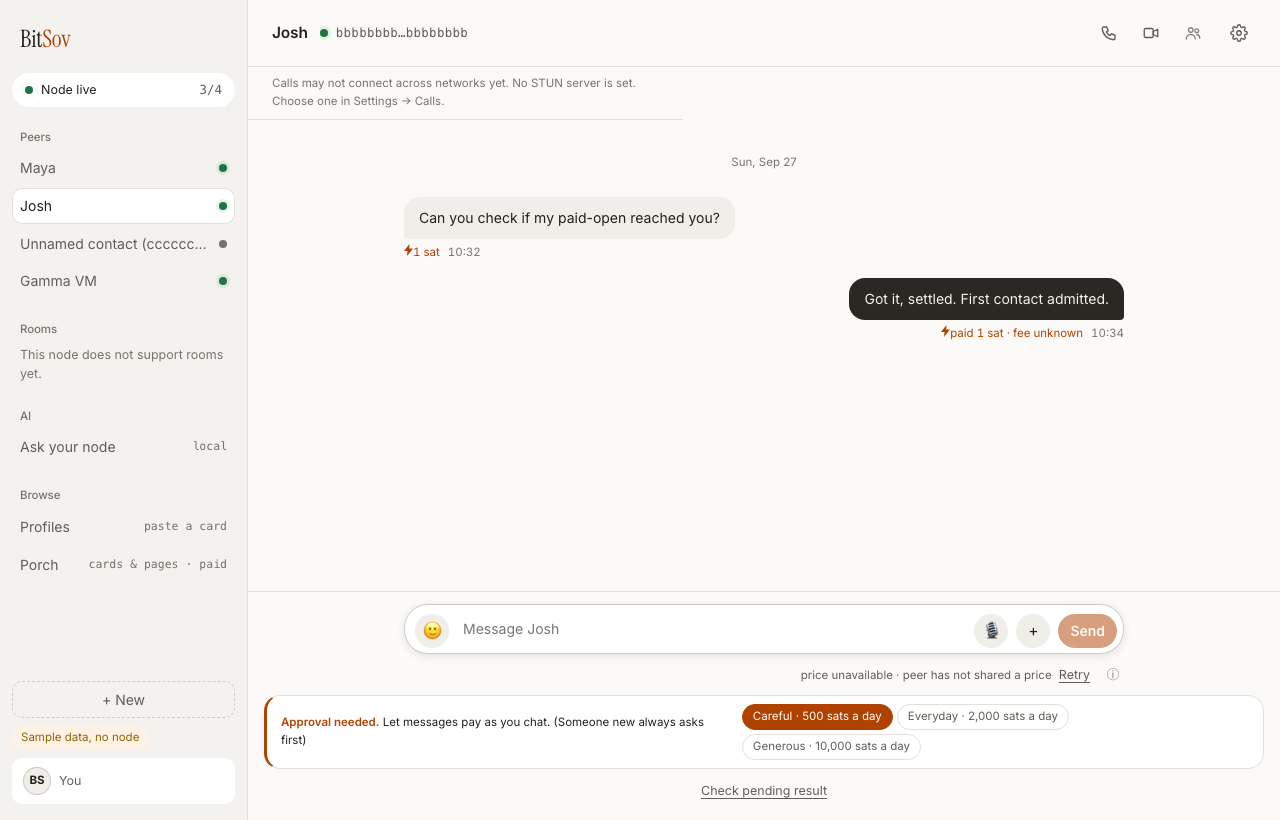 BitSov
Node live 3/4
Peers
Maya
Josh
Unnamed contact (cccccc...
Gamma VM
Rooms
This node does not support rooms
yet.
AI
Ask your node local
Browse
Profiles paste a card
Porch cards & pages · paid
+ New
Sample data, no node
BS You
Josh bbbbbbbb…bbbbbbbb
Calls may not connect across networks yet. No STUN server is set.
Choose one in Settings → Calls.
Sun, Sep 27
Can you check if my paid-open reached you?
1 sat 10:32
Got it, settled. First contact admitted.
paid 1 sat · fee unknown 10:34
Message Josh
+
Send
price unavailable · peer has not shared a price Retry ⓘ
Approval needed. Let messages pay as you chat. (Someone new always asks
first)
Careful · 500 sats a day
Everyday · 2,000 sats a day
Generous · 10,000 sats a day
Check pending result